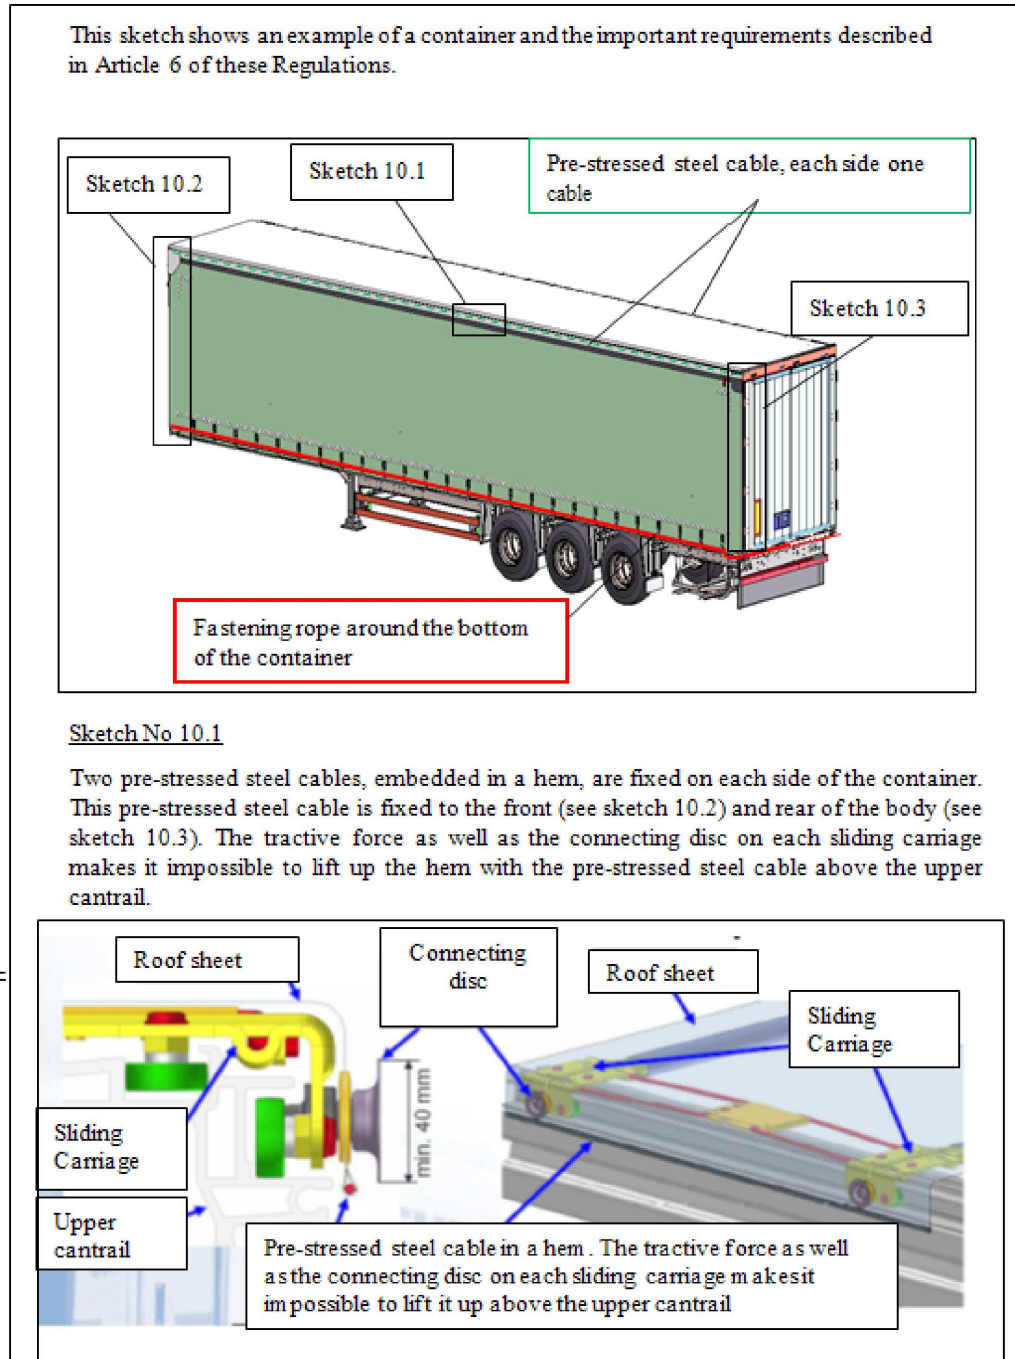 This sketch shows an example of a container and the important requirements described
in Article 6 of these Regulations.
Sketch 10.2
Sketch 10.1
Pre-stressed steel cable, each side one
cable
Sketch 10.3
Fastening rope around the bottom
of the container
Sketch No 10.1
Two pre-stressed steel cables, embedded in a hem, are fixed on each side of the container.
This pre-stressed steel cable is fixed to the front (see sketch 10.2) and rear of the body (see
sketch 10.3). The tractive force as well as the connecting disc on each sliding carriage
makes it impossible to lift up the hem with the pre-stressed steel cable above the upper
cantrail.
Roof sheet
Connecting
disc
Roof sheet
Sliding
Carriage
min. 40 mm
Sliding
Carriage
Upper
cantrail
Pre-stressed steel cable in a hem. The tractive force as well
as the connecting disc on each sliding carriage makes it
impossible to lift it up above the upper cantrail